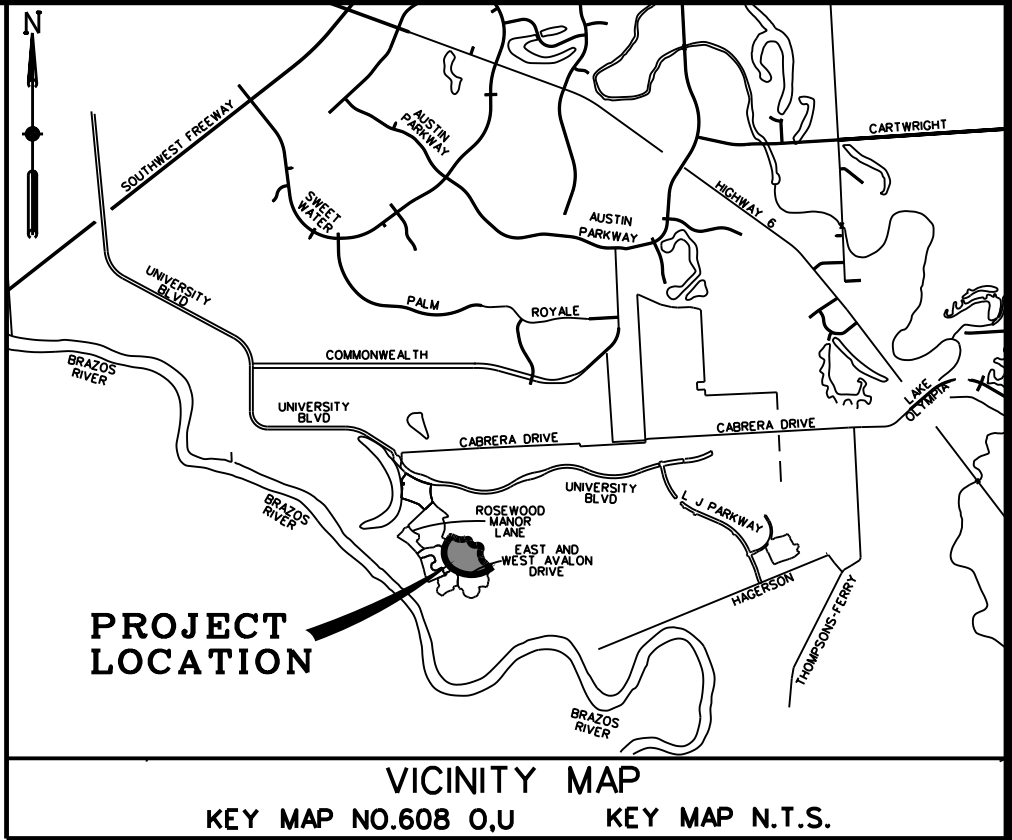 N
SOUTHWEST FREEWAY
AUSTIN
PARKWAY
CARTWRIGHT
HIGHWAY 6
SWEET
WATER
AUSTIN
PARKWAY
UNIVERSITY
BLVD
PALM
ROYALE
BRAZOS
RIVER
COMMONWEALTH
LAKE
OLYMPIA
UNIVERSITY
BLVD
CABRERA DRIVE
CABRERA DRIVE
UNIVERSITY
BLVD
BRAZOS
RIVER
L J PARKWAY
ROSEWOOD
MANOR
LANE
EAST AND
WEST AVALON
DRIVE
HAGERSON
THOMPSONS-FERRY
PROJECT
LOCATION
BRAZOS
RIVER
VICINITY MAP
KEY MAP NO.608 O,U KEY MAP N.T.S.